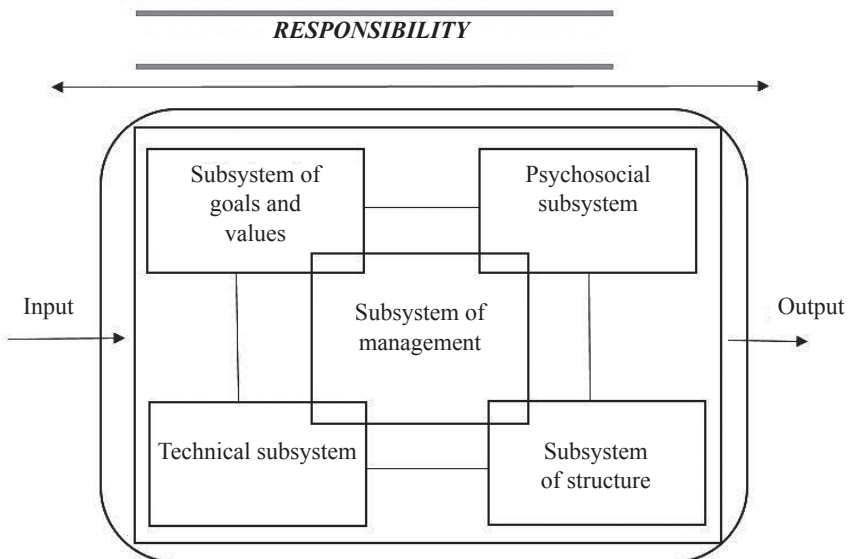 RESPONSIBILITY
Subsystem of
goals and
values
Psychosocial
subsystem
Input
Subsystem of
management
Output
Technical subsystem
Subsystem
of structure